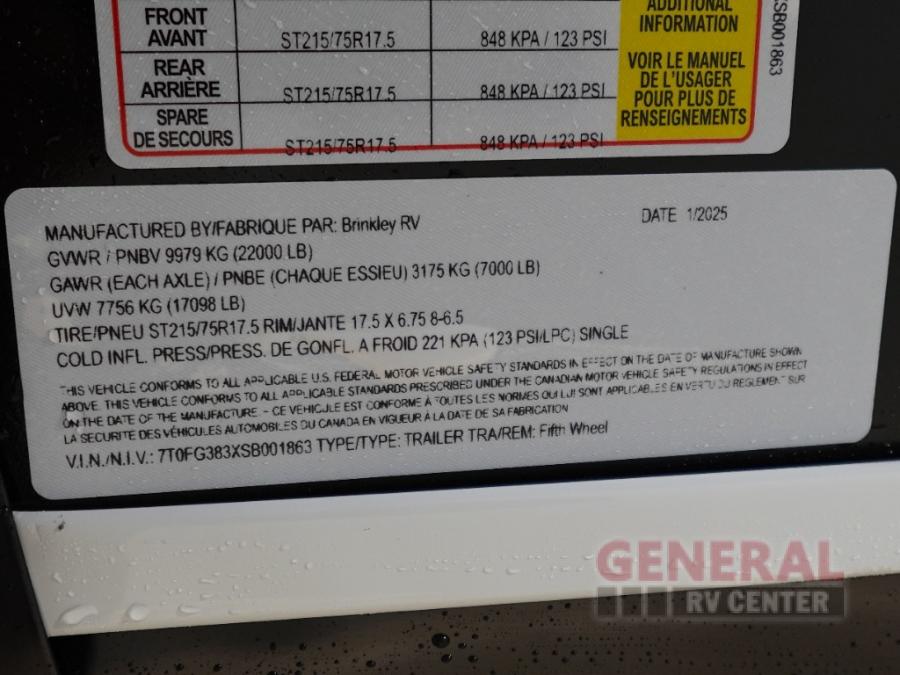 FRONT
AVANT
ST215/75R17.5
848 KPA / 123 PSI
REAR
ARRIÈRE
ST215/75R17.5
848 KPA / 123 PSI
SPARE
DE SECOURS
ST215/75R17.5
848 KPA / 123 PSI
ADDITIONAL
INFORMATION
VOIR LE MANUEL
DE L'USAGER
POUR PLUS DE
RENSEIGNEMENTS
SB001863
MANUFACTURED BY/FABRIQUE PAR: Brinkley RV
DATE 1/2025
GVWR / PNBV 9979 KG (22000 LB)
GAWR (EACH AXLE) / PNBE (CHAQUE ESSIEU) 3175 KG (7000 LB)
UVW 7756 KG (17098 LB)
TIRE/PNEU ST215/75R17.5 RIM/JANTE 17.5 X 6.75 8-6.5
COLD INFL. PRESS/PRESS. DE GONFL. A FROID 221 KPA (123 PSI/LPC) SINGLE
THIS VEHICLE CONFORMS TO ALL APPLICABLE U.S. FEDERAL MOTOR VEHICLE SAFETY STANDARDS IN EFFECT ON THE DATE OF MANUFACTURE SHOWN
ABOVE. THIS VEHICLE CONFORMS TO ALL APPLICABLE STANDARDS PRESCRIBED UNDER THE CANADIAN MOTOR VEHICLE SAFETY REGULATIONS IN EFFECT
ON THE DATE OF THE MANUFACTURE - CE VEHICJLE EST CONFORME À TOUTES LES NORMES QUI LUI SONT APPLICABLES EN VERTU DU REGLEMENT SUR
LA SECURITE DES VÉHICULES AUTOMOBILES DU CANADA EN VIGUEUR À LA DATE DE SA FABRICATION
V.I.N./N.I.V.: 7T0FG383XSB001863 TYPE/TYPE: TRAILER TRA/REM: Fifth Wheel
GENERAL
RV CENTER